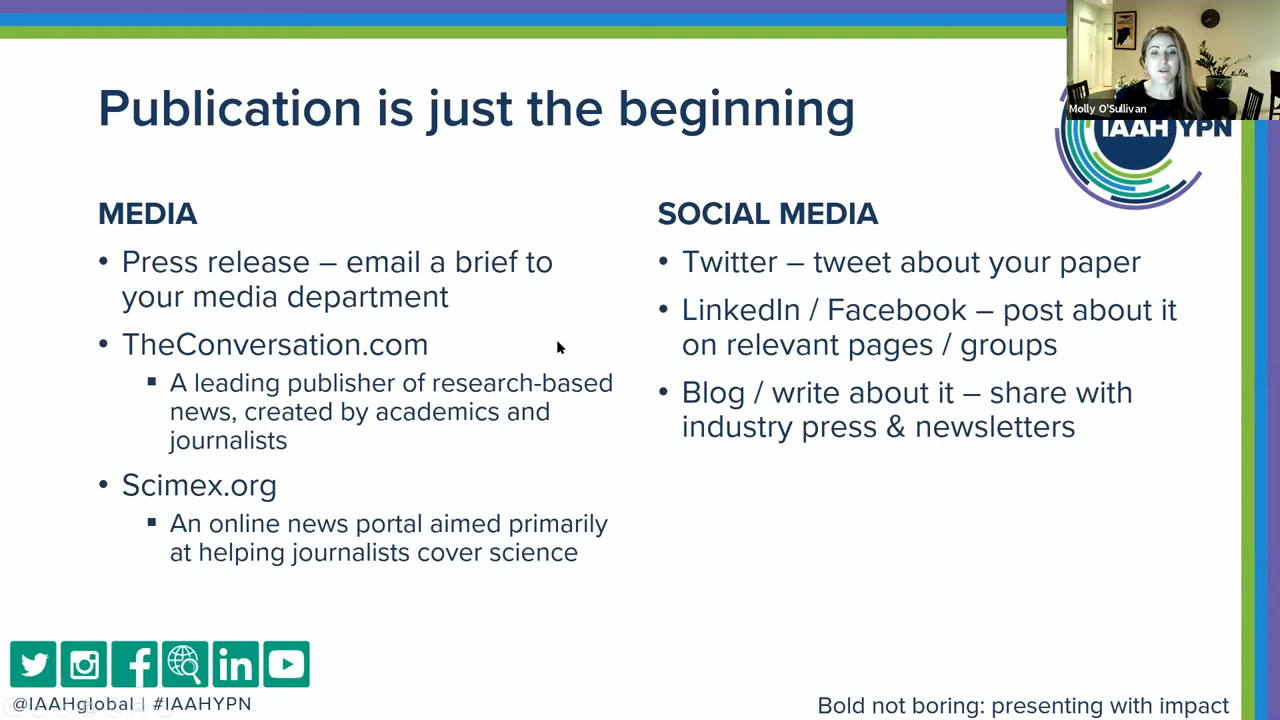 Publication is just the beginning
Molly O'Sullivan
IAAH YPN
MEDIA
• Press release – email a brief to
your media department
• TheConversation.com
▪ A leading publisher of research-based
news, created by academics and
journalists
• Scimex.org
▪ An online news portal aimed primarily
at helping journalists cover science
SOCIAL MEDIA
• Twitter – tweet about your paper
• LinkedIn / Facebook – post about it
on relevant pages / groups
• Blog / write about it – share with
industry press & newsletters
@IAAHglobal | #IAAHYPN
Bold not boring: presenting with impact